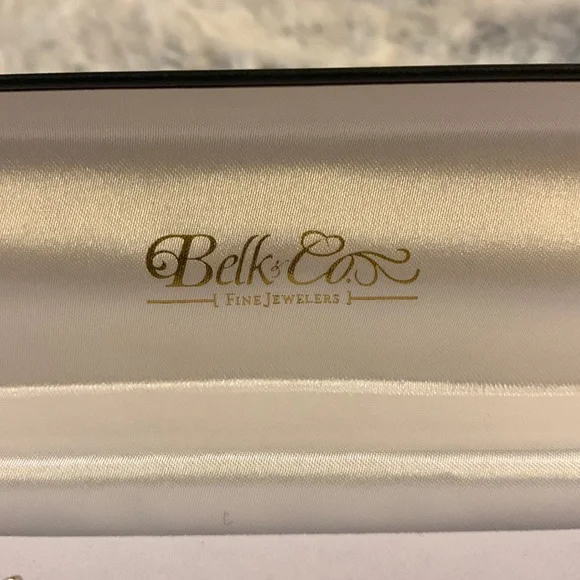 Belk & Co.
{ FINE JEWELERS }